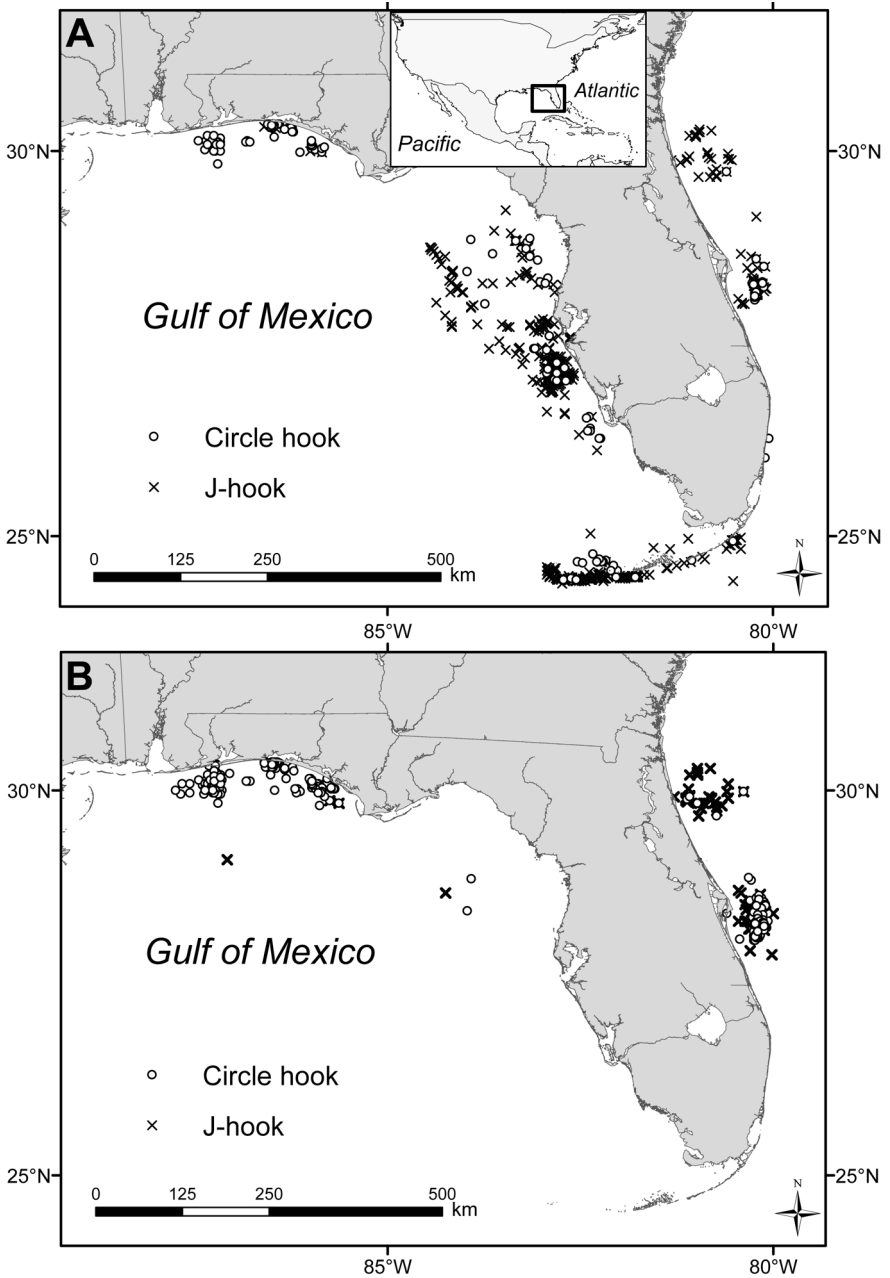 A
Atlantic
Pacific
30°N
30°N
Gulf of Mexico
Circle hook
J-hook
25°N
25°N
N
0 125 250 500
km
85°W 80°W
B
30°N
30°N
Gulf of Mexico
Circle hook
J-hook
25°N
25°N
N
0 125 250 500
km
85°W 80°W